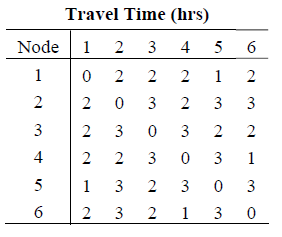 Travel Time (hrs)
Node 1 2 3 4 5 6
1 0 2 2 2 1 2
2 2 0 3 2 3 3
3 2 3 0 3 2 2
4 2 2 3 0 3 1
5 1 3 2 3 0 3
6 2 3 2 1 3 0